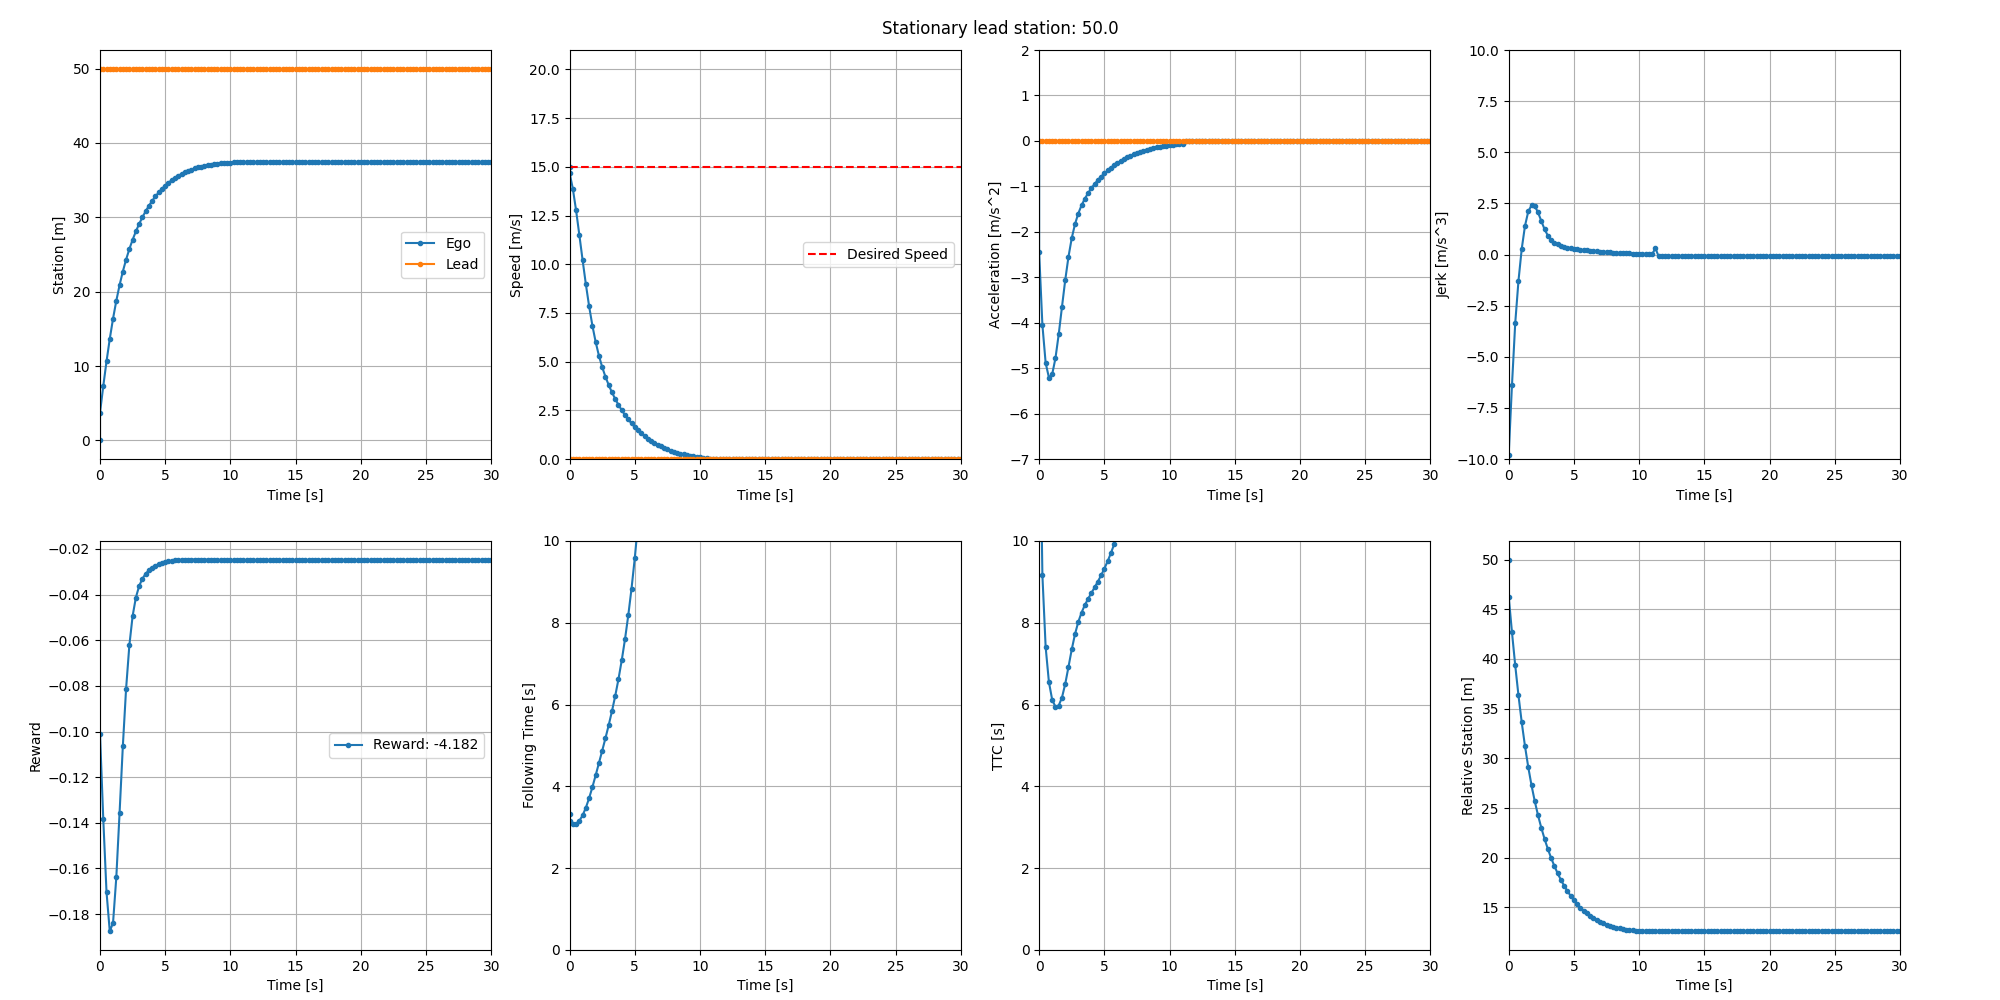 Stationary lead station: 50.0
Station [m]
50
40
30
20
10
0
Ego
Lead
0 5 10 15 20 25 30
Time [s]
Speed [m/s]
20.0
17.5
15.0
12.5
10.0
7.5
5.0
2.5
0.0
Desired Speed
0 5 10 15 20 25 30
Time [s]
Acceleration [m/s^2]
2
1
0
−1
−2
−3
−4
−5
−6
−7
0 5 10 15 20 25 30
Time [s]
Jerk [m/s^3]
10.0
7.5
5.0
2.5
0.0
−2.5
−5.0
−7.5
−10.0
0 5 10 15 20 25 30
Time [s]
Reward
−0.02
−0.04
−0.06
−0.08
−0.10
−0.12
−0.14
−0.16
−0.18
Reward: -4.182
0 5 10 15 20 25 30
Time [s]
Following Time [s]
10
8
6
4
2
0
0 5 10 15 20 25 30
Time [s]
TTC [s]
10
8
6
4
2
0
0 5 10 15 20 25 30
Time [s]
Relative Station [m]
50
45
40
35
30
25
20
15
0 5 10 15 20 25 30
Time [s]